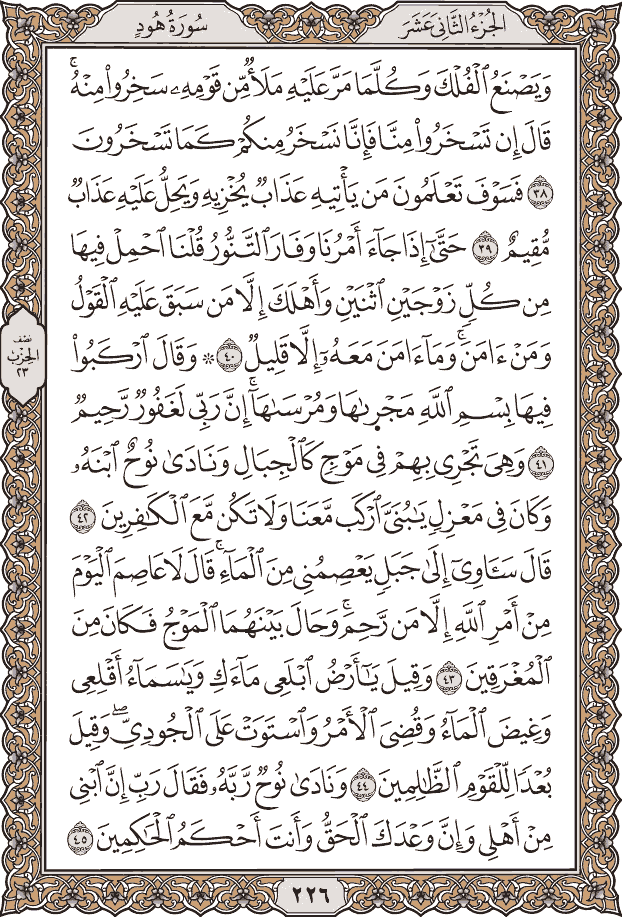 الجُزْءُ الثَّانِي عَشَرَ
سُورَةُ هُودٍ
وَيَصْنَعُ ٱلْفُلْكَ وَكُلَّمَا مَرَّ عَلَيْهِ مَلَأٌ مِّن قَوْمِهِۦ سَخِرُوا۟ مِنْهُ ۚ
قَالَ إِن تَسْخَرُوا۟ مِنَّا فَإِنَّا نَسْخَرُ مِنكُمْ كَمَا تَسْخَرُونَ
٣٨ فَسَوْفَ تَعْلَمُونَ مَن يَأْتِيهِ عَذَابٌ يُخْزِيهِ وَيَحِلُّ عَلَيْهِ عَذَابٌ
مُّقِيمٌ ٣٩ حَتَّىٰٓ إِذَا جَآءَ أَمْرُنَا وَفَارَ ٱلتَّنُّورُ قُلْنَا ٱحْمِلْ فِيهَا
مِن كُلٍّ زَوْجَيْنِ ٱثْنَيْنِ وَأَهْلَكَ إِلَّا مَن سَبَقَ عَلَيْهِ ٱلْقَوْلُ
وَمَنْ ءَامَنَ ۚ وَمَآ ءَامَنَ مَعَهُۥٓ إِلَّا قَلِيلٌ ٤٠ ۞ وَقَالَ ٱرْكَبُوا۟
فِيهَا بِسْمِ ٱللَّهِ مَجْر۪ىٰهَا وَمُرْسَىٰهَآ ۚ إِنَّ رَبِّى لَغَفُورٌ رَّحِيمٌ
٤١ وَهِىَ تَجْرِى بِهِمْ فِى مَوْجٍ كَٱلْجِبَالِ وَنَادَىٰ نُوحٌ ٱبْنَهُۥ
وَكَانَ فِى مَعْزِلٍ يَٰبُنَىَّ ٱرْكَب مَّعَنَا وَلَا تَكُن مَّعَ ٱلْكَٰفِرِينَ ٤٢
قَالَ سَـَٔاوِىٓ إِلَىٰ جَبَلٍ يَعْصِمُنِى مِنَ ٱلْمَآءِ ۚ قَالَ لَا عَاصِمَ ٱلْيَوْمَ
مِنْ أَمْرِ ٱللَّهِ إِلَّا مَن رَّحِمَ ۚ وَحَالَ بَيْنَهُمَا ٱلْمَوْجُ فَكَانَ مِنَ
ٱلْمُغْرَقِينَ ٤٣ وَقِيلَ يَٰٓأَرْضُ ٱبْلَعِى مَآءَكِ وَيَٰسَمَآءُ أَقْلِعِى
وَغِيضَ ٱلْمَآءُ وَقُضِىَ ٱلْأَمْرُ وَٱسْتَوَتْ عَلَى ٱلْجُودِىِّ ۖ وَقِيلَ
بُعْدًا لِّلْقَوْمِ ٱلظَّٰلِمِينَ ٤٤ وَنَادَىٰ نُوحٌ رَّبَّهُۥ فَقَالَ رَبِّ إِنَّ ٱبْنِى
مِنْ أَهْلِى وَإِنَّ وَعْدَكَ ٱلْحَقُّ وَأَنتَ أَحْكَمُ ٱلْحَٰكِمِينَ ٤٥
نصف
الحزب
٢٣
٢٢٦